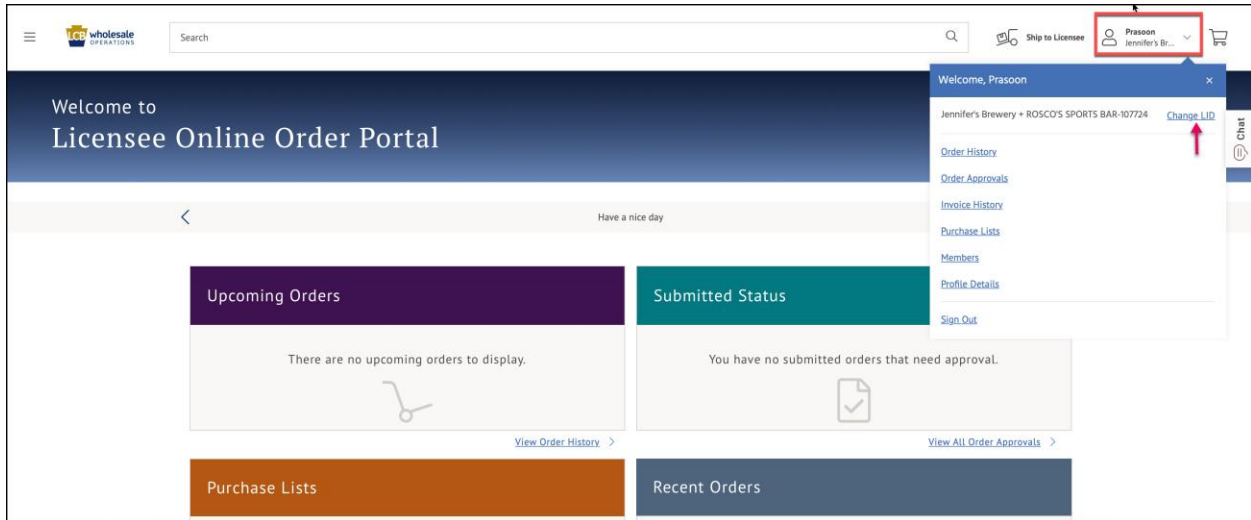 LCB wholesale
OPERATIONS
Search
Ship to Licensee
Prasoon
Jennifer's Br...
Welcome, Prasoon
Jennifer's Brewery + ROSCO'S SPORTS BAR-107724 Change LID
Order History
Order Approvals
Invoice History
Purchase Lists
Members
Profile Details
Sign Out
Chat
Welcome to
Licensee Online Order Portal
Have a nice day
Upcoming Orders
There are no upcoming orders to display.
View Order History >
Submitted Status
You have no submitted orders that need approval.
View All Order Approvals >
Purchase Lists
Recent Orders